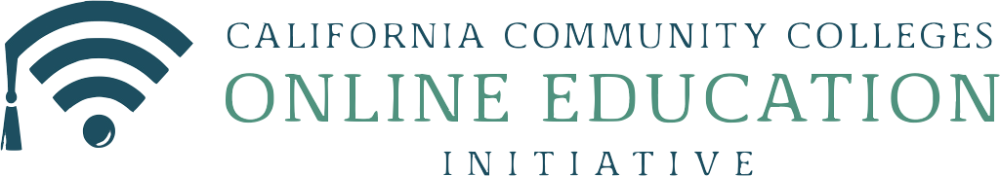 CALIFORNIA COMMUNITY COLLEGES
ONLINE EDUCATION
INITIATIVE